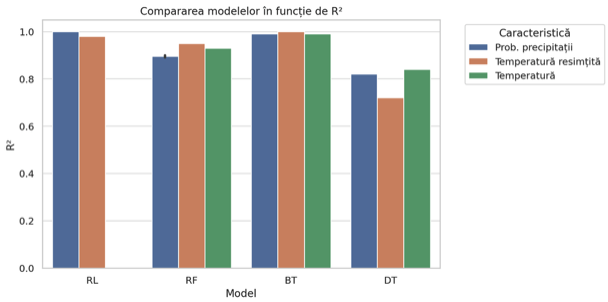 Compararea modelelor în funcție de R²
Caracteristică
Prob. precipitații
Temperatură resimțită
Temperatură
R²
1.0
0.8
0.6
0.4
0.2
0.0
RL
RF
BT
DT
Model